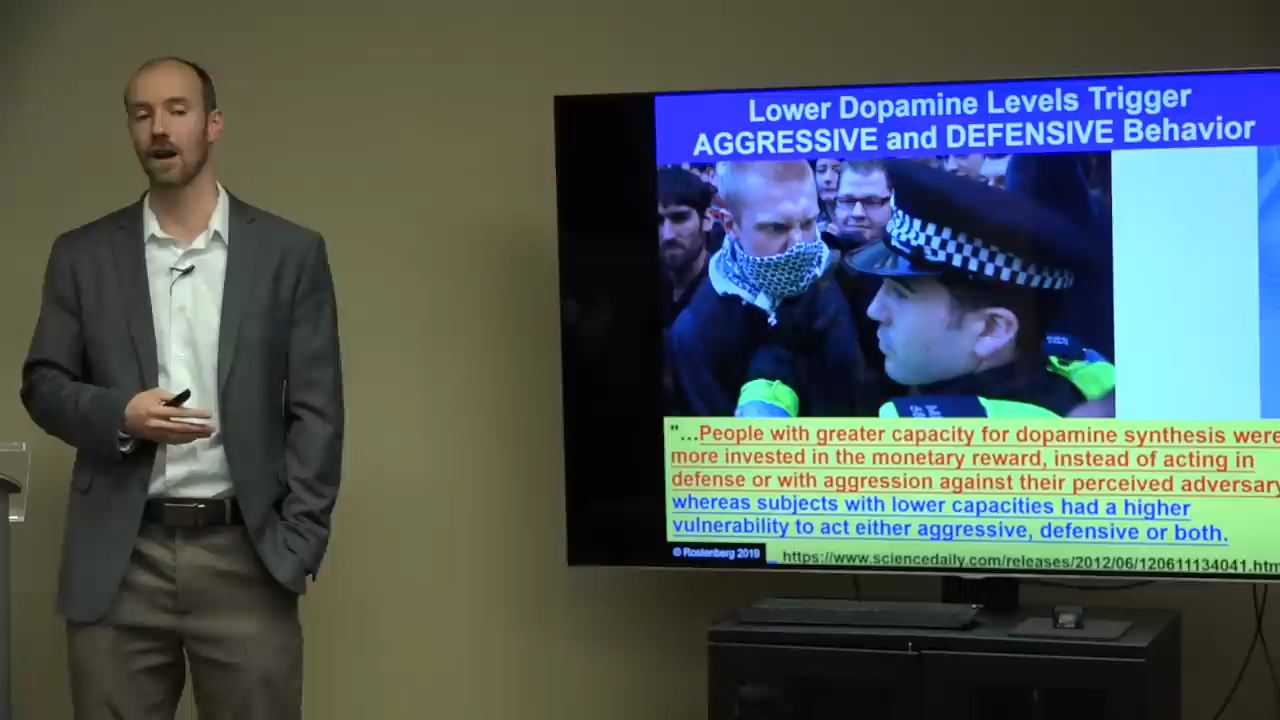 Lower Dopamine Levels Trigger
AGGRESSIVE and DEFENSIVE Behavior
"...People with greater capacity for dopamine synthesis were
more invested in the monetary reward, instead of acting in
defense or with aggression against their perceived adversary
whereas subjects with lower capacities had a higher
vulnerability to act either aggressive, defensive or both.
© Rostenberg 2019
https://www.sciencedaily.com/releases/2012/06/120611134041.htm